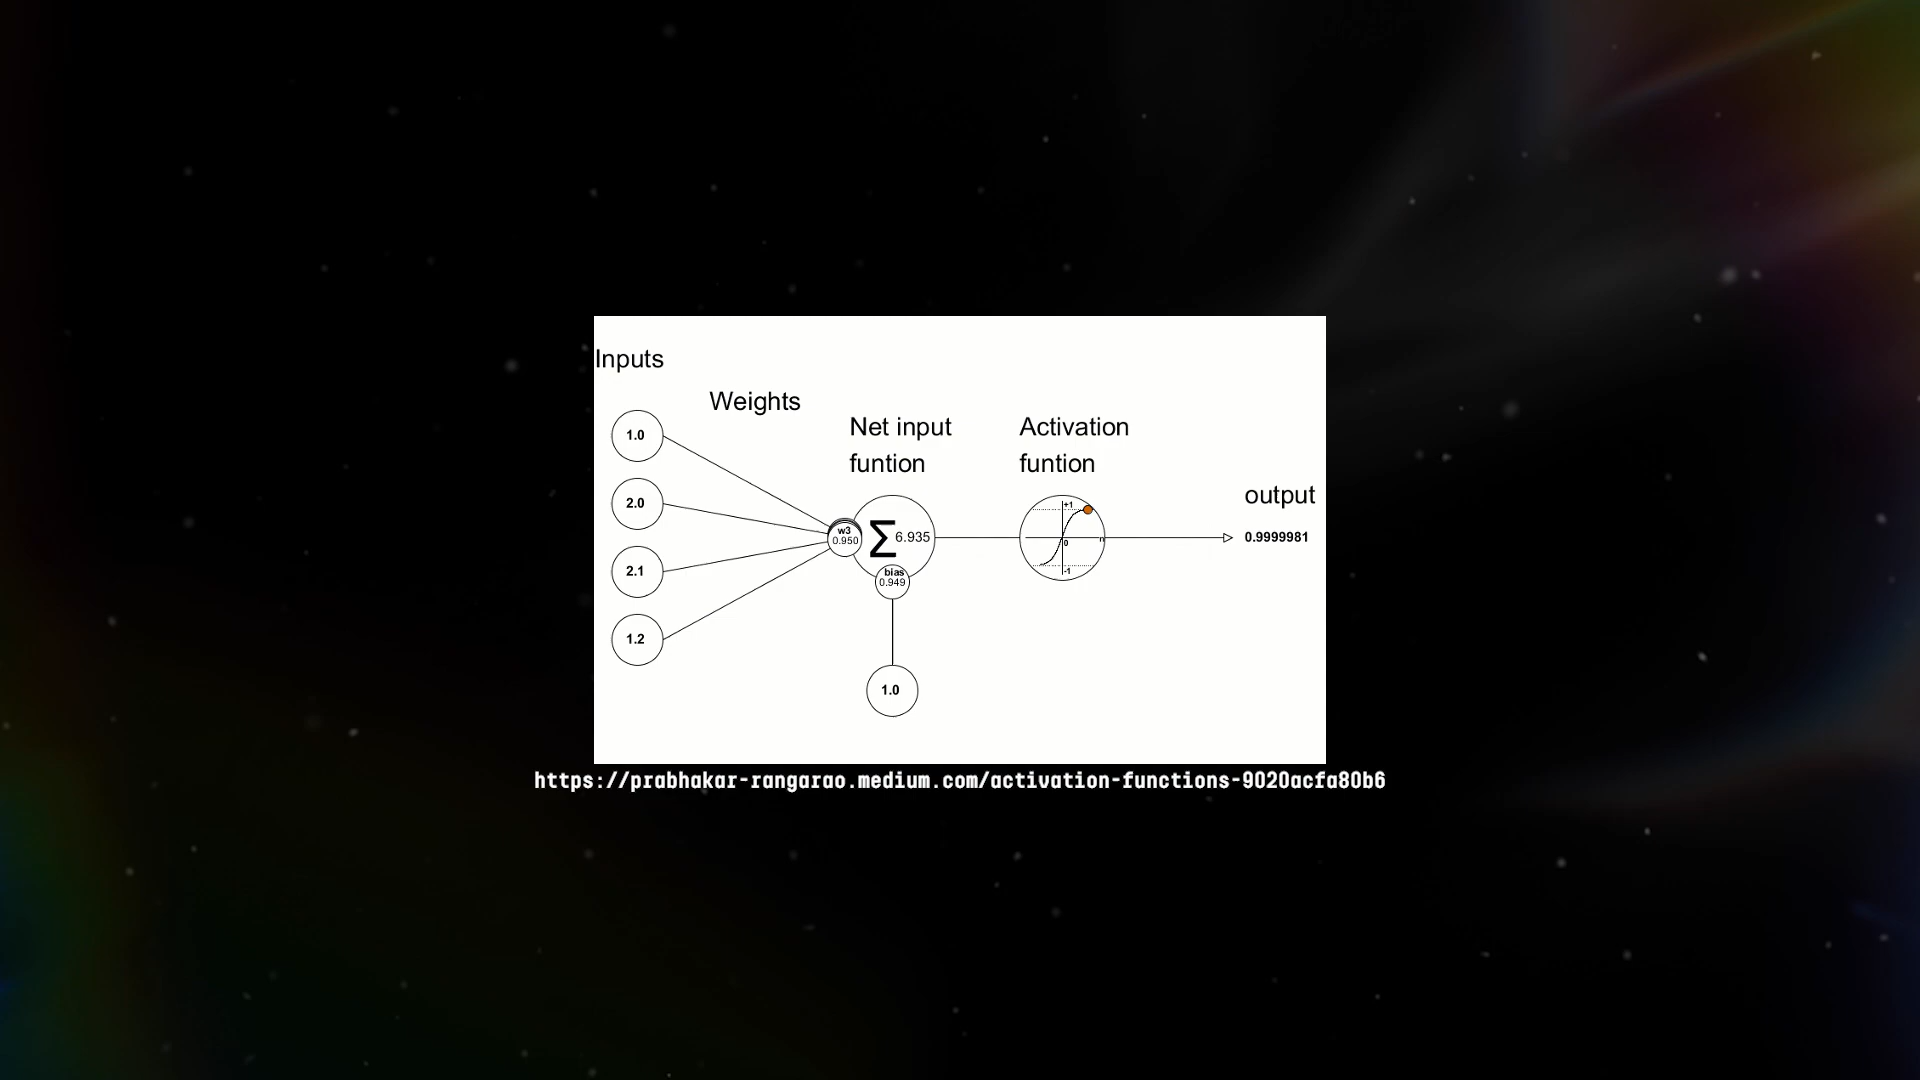 Inputs
Weights
Net input
funtion
Activation
funtion
output
1.0
2.0
2.1
1.2
w3
0.950
6.935
bias
0.949
1.0
+1
0
n
-1
0.9999981
https://prabhakar-rangarao.medium.com/activation-functions-9020acfa80b6